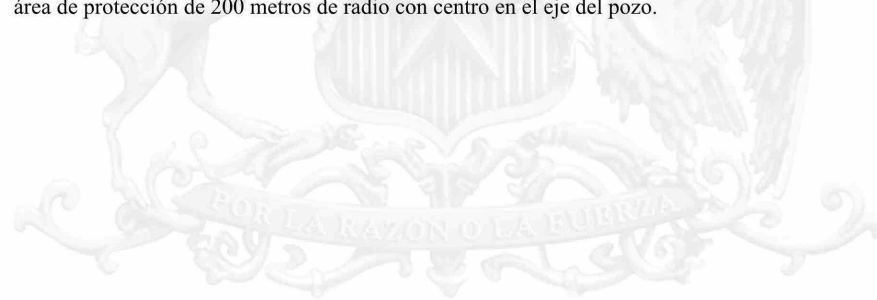 área de protección de 200 metros de radio con centro en el eje del pozo.
POR LA RAZÓN O LA FUERZA